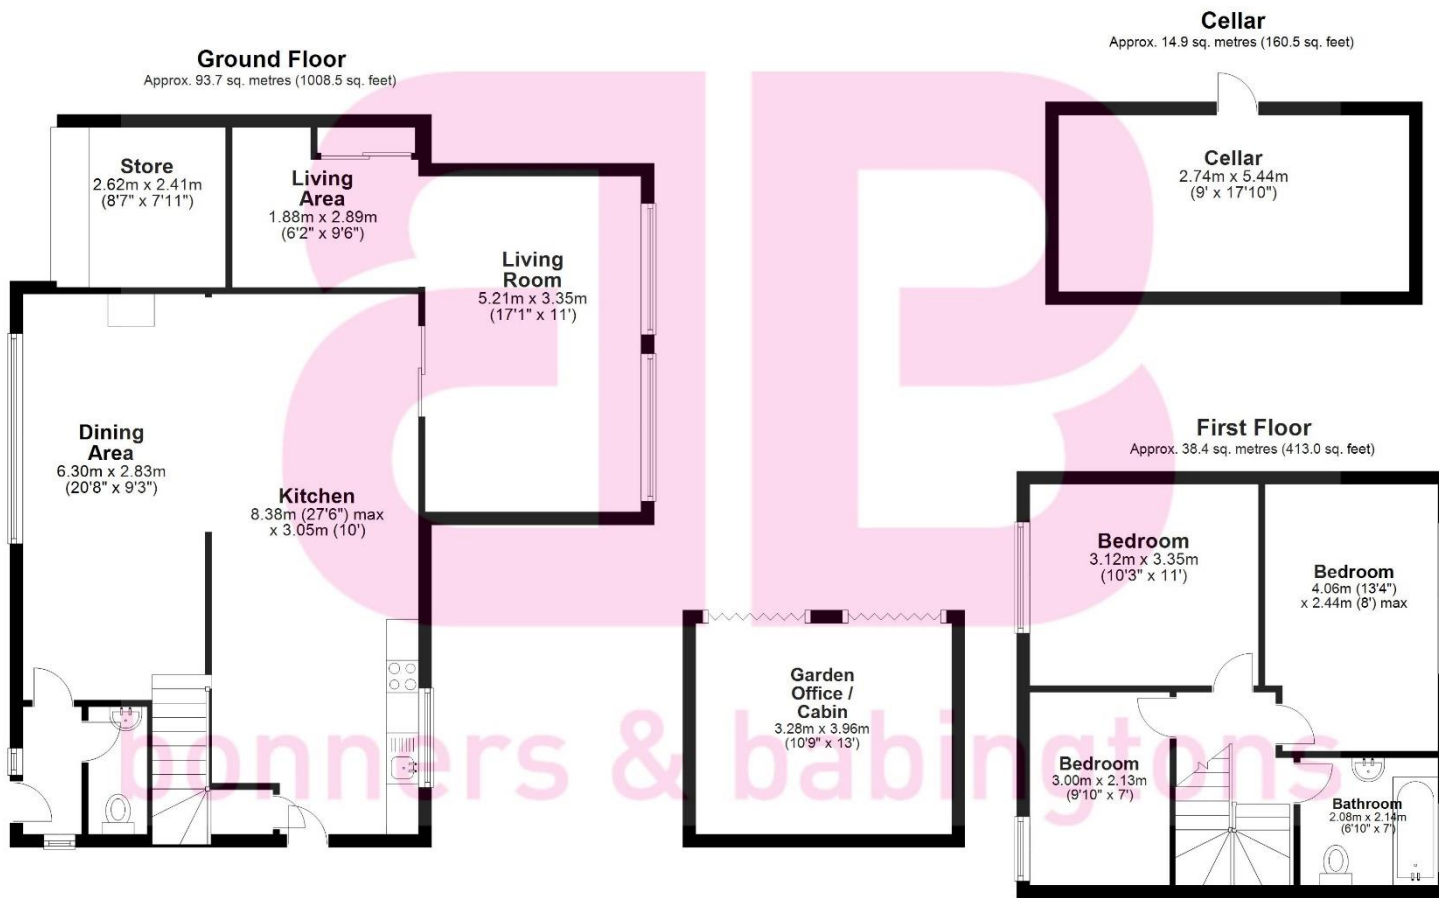 Ground Floor
Approx. 93.7 sq. metres (1008.5 sq. feet)
Store
2.62m x 2.41m
(8'7" x 7'11")
Living
Area
1.88m x 2.89m
(6'2" x 9'6")
Living
Room
5.21m x 3.35m
(17'1" x 11')
Dining
Area
6.30m x 2.83m
(20'8" x 9'3")
Kitchen
8.38m (27'6") max
x 3.05m (10')
Garden
Office /
Cabin
3.28m x 3.96m
(10'9" x 13')
Cellar
Approx. 14.9 sq. metres (160.5 sq. feet)
Cellar
2.74m x 5.44m
(9' x 17'10")
First Floor
Approx. 38.4 sq. metres (413.0 sq. feet)
Bedroom
3.12m x 3.35m
(10'3" x 11')
Bedroom
4.06m (13'4")
x 2.44m (8') max
Bedroom
3.00m x 2.13m
(9'10" x 7')
Bathroom
2.08m x 2.14m
(6'10" x 7')
aB
bonners & babingtons